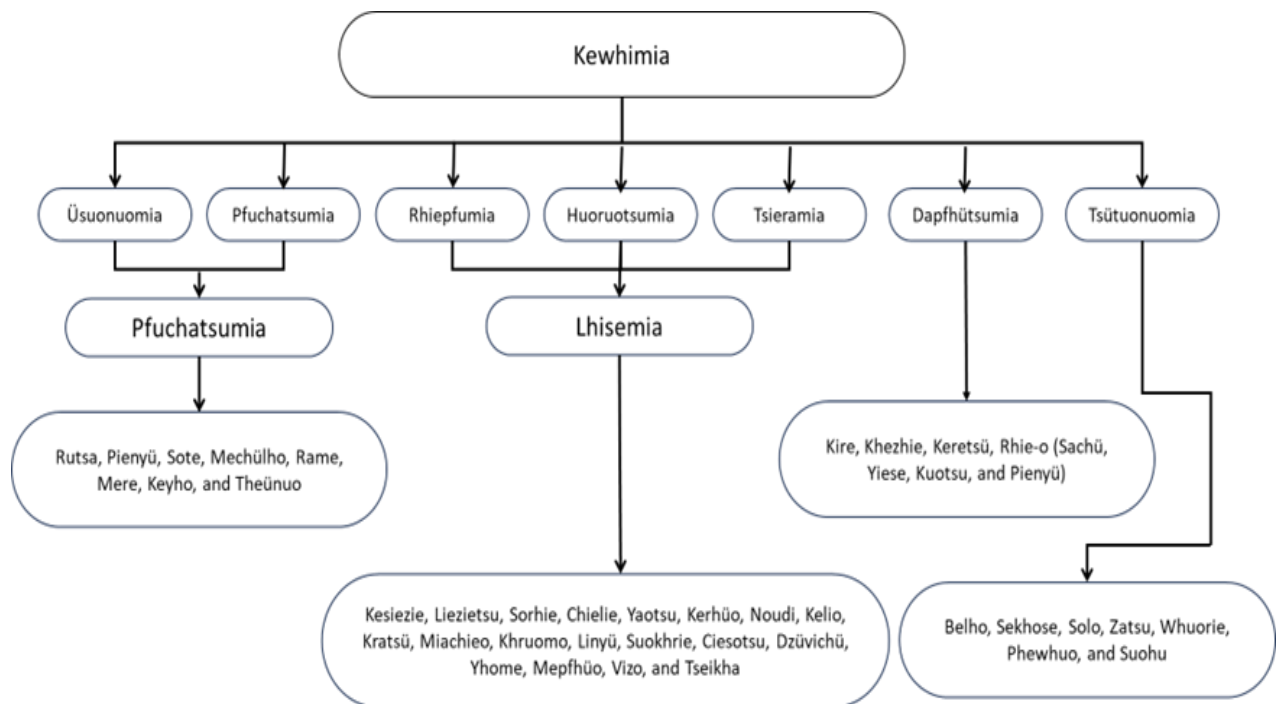 Kewhimia
Üsuonuomia
Pfuchatsumia
Rhiepfumia
Huoruotsumia
Tsieramia
Dapfhütsumia
Tsütuonuomia
Pfuchatsumia
Lhisemia
Rutsa, Pienyü, Sote, Mechülho, Rame,
Mere, Keyho, and Theünuo
Kire, Khezhie, Keretsü, Rhie-o (Sachü,
Yiese, Kuotsu, and Pienyü)
Kesiezie, Liezietsu, Sorhie, Chielie, Yaotsu, Kerhüo, Noudi, Kelio,
Kratsü, Miachieo, Khruomo, Linyü, Suokhrie, Ciesotsu, Dzüvichü,
Yhome, Mepfhüo, Vizo, and Tseikha
Belho, Sekhose, Solo, Zatsu, Whuorie,
Phewhuo, and Suohu